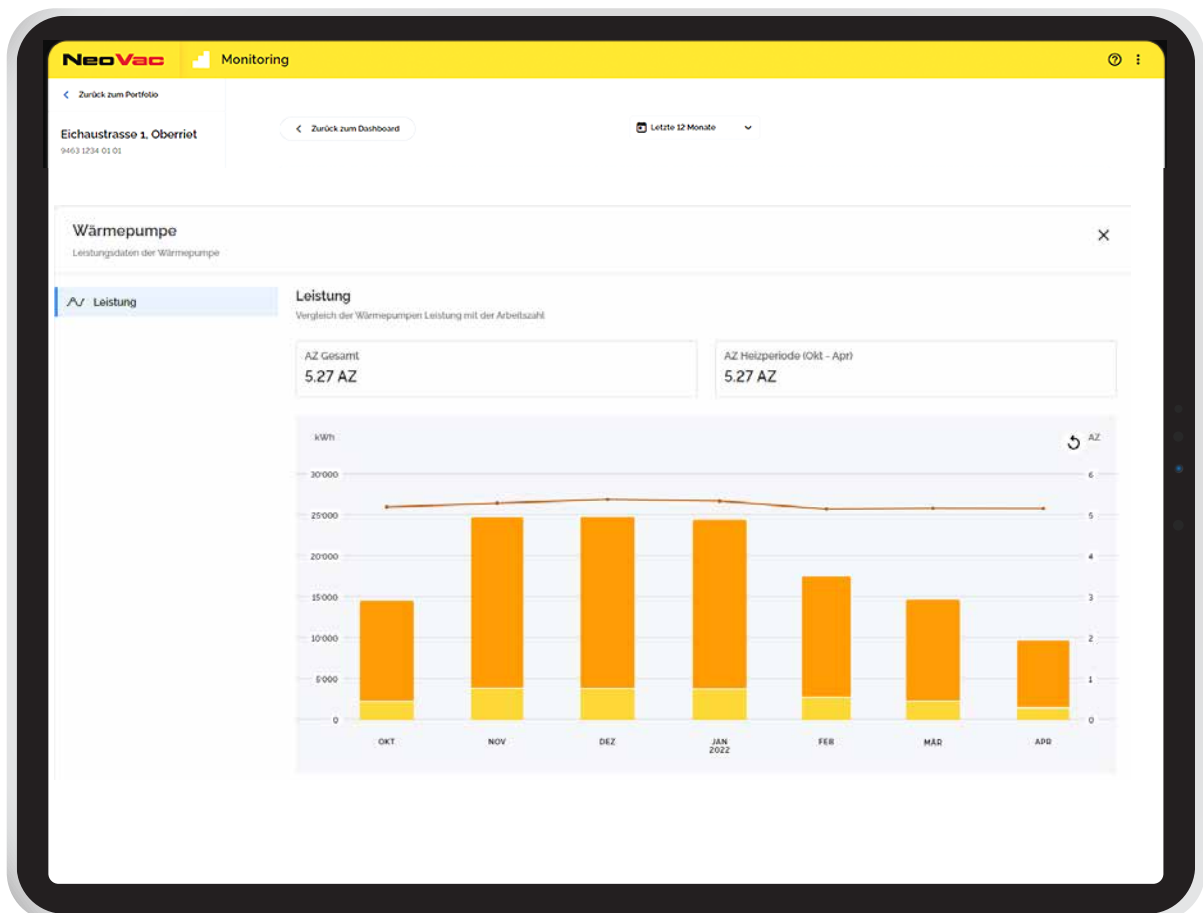 NeoVac
Monitoring
Zurück zum Portfolio
Eichaustrasse 1, Oberriet
9463 1234 01 01
Zurück zum Dashboard
Letzte 12 Monate
Wärmepumpe
Leistungsdaten der Wärmepumpe
Leistung
Leistung
Vergleich der Wärmepumpen Leistung mit der Arbeitszahl
AZ Gesamt
5.27 AZ
AZ Heizperiode (Okt - Apr)
5.27 AZ
kWh
AZ
30'000
6
25'000
5
20'000
4
15'000
3
10'000
2
5'000
1
0
0
OKT
NOV
DEZ
JAN
2022
FEB
MÄR
APR